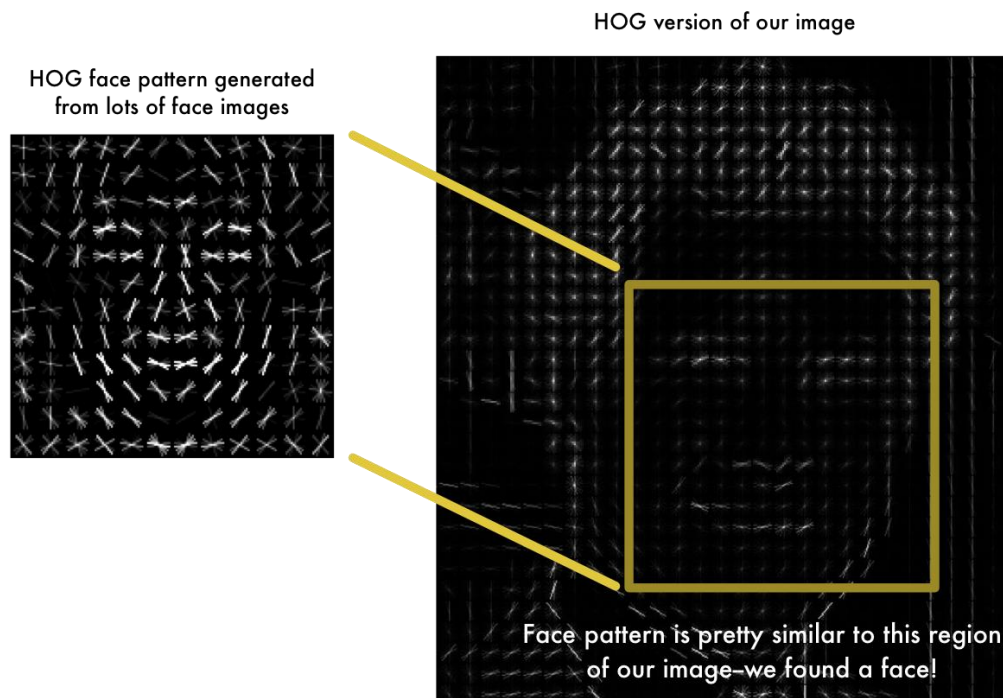 HOG version of our image
HOG face pattern generated
from lots of face images
Face pattern is pretty similar to this region
of our image–we found a face!